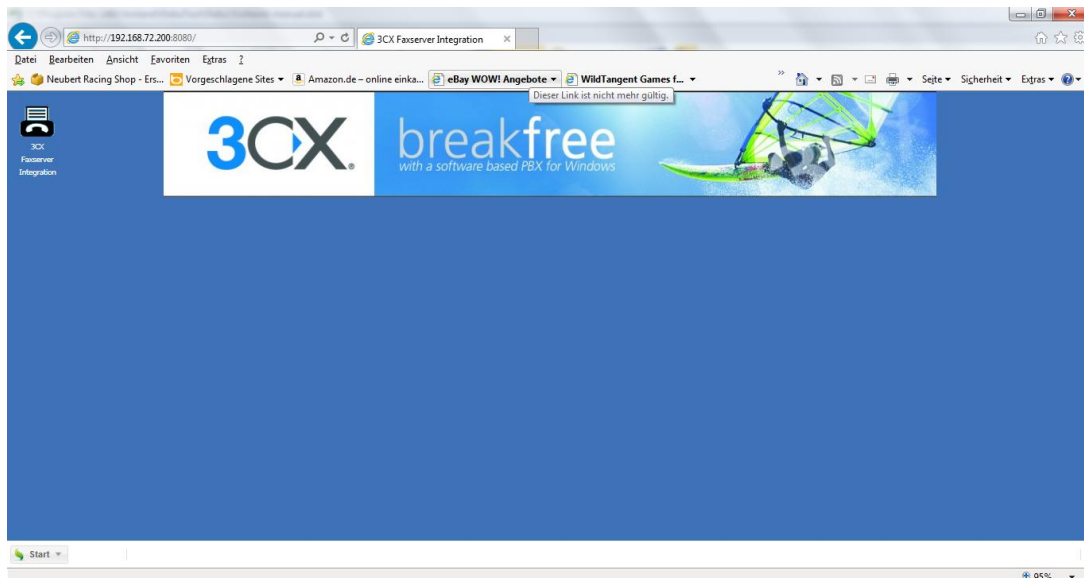 http://192.168.72.200:8080/
3CX Faxserver Integration
Datei Bearbeiten Ansicht Favoriten Extras ?
Neubert Racing Shop - Ers... Vorgeschlagene Sites Amazon.de – online einka... eBay WOW! Angebote WildTangent Games f... » Seite Sicherheit Extras
Dieser Link ist nicht mehr gültig.
3CX
Faxserver
Integration
3CX®
breakfree
with a software based PBX for Windows
Start
95%